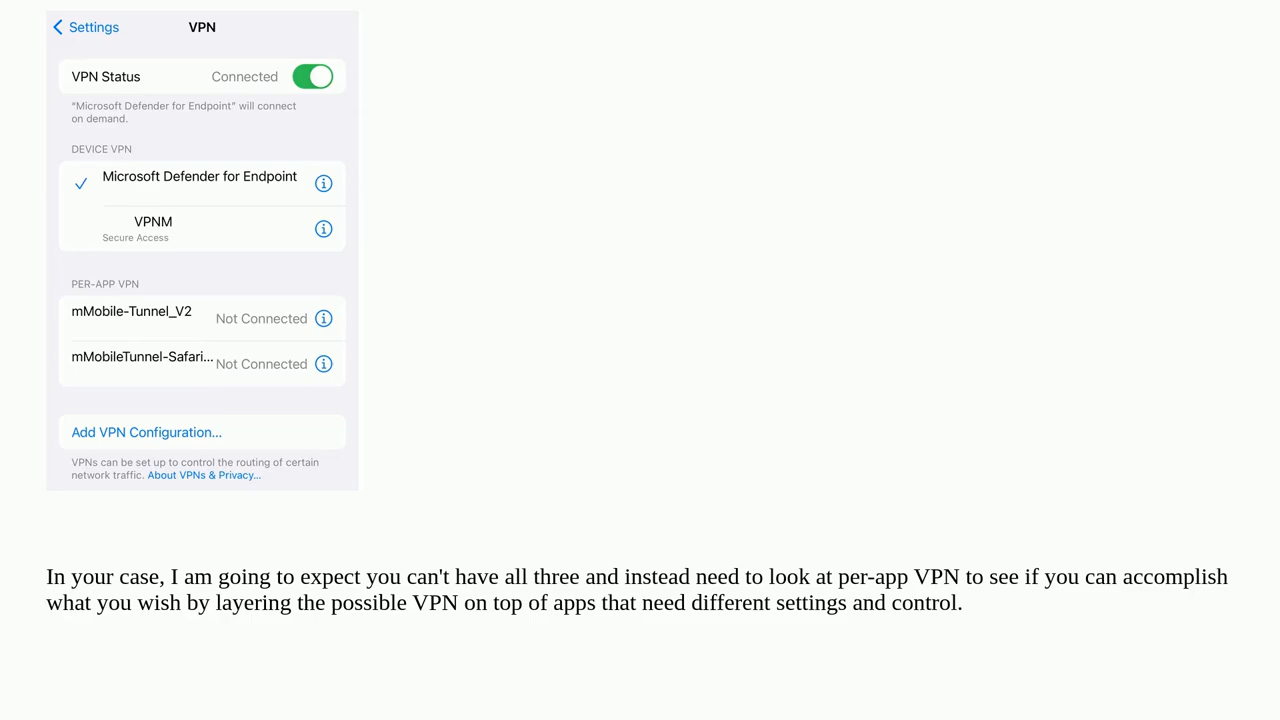 Settings
VPN
VPN Status
Connected
“Microsoft Defender for Endpoint” will connect
on demand.
DEVICE VPN
Microsoft Defender for Endpoint
VPNM
Secure Access
PER-APP VPN
mMobile-Tunnel_V2
Not Connected
mMobileTunnel-Safari...
Not Connected
Add VPN Configuration...
VPNs can be set up to control the routing of certain
network traffic. About VPNs & Privacy...
In your case, I am going to expect you can't have all three and instead need to look at per-app VPN to see if you can accomplish
what you wish by layering the possible VPN on top of apps that need different settings and control.